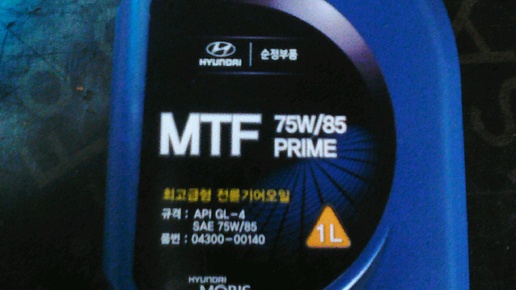 HYUNDAI 순정부품
MTF 75W/85
PRIME
최고급형 전륜기어오일
규격 : API GL-4
SAE 75W/85
품번 : 04300-00140
1L
HYUNDAI
MOBIS